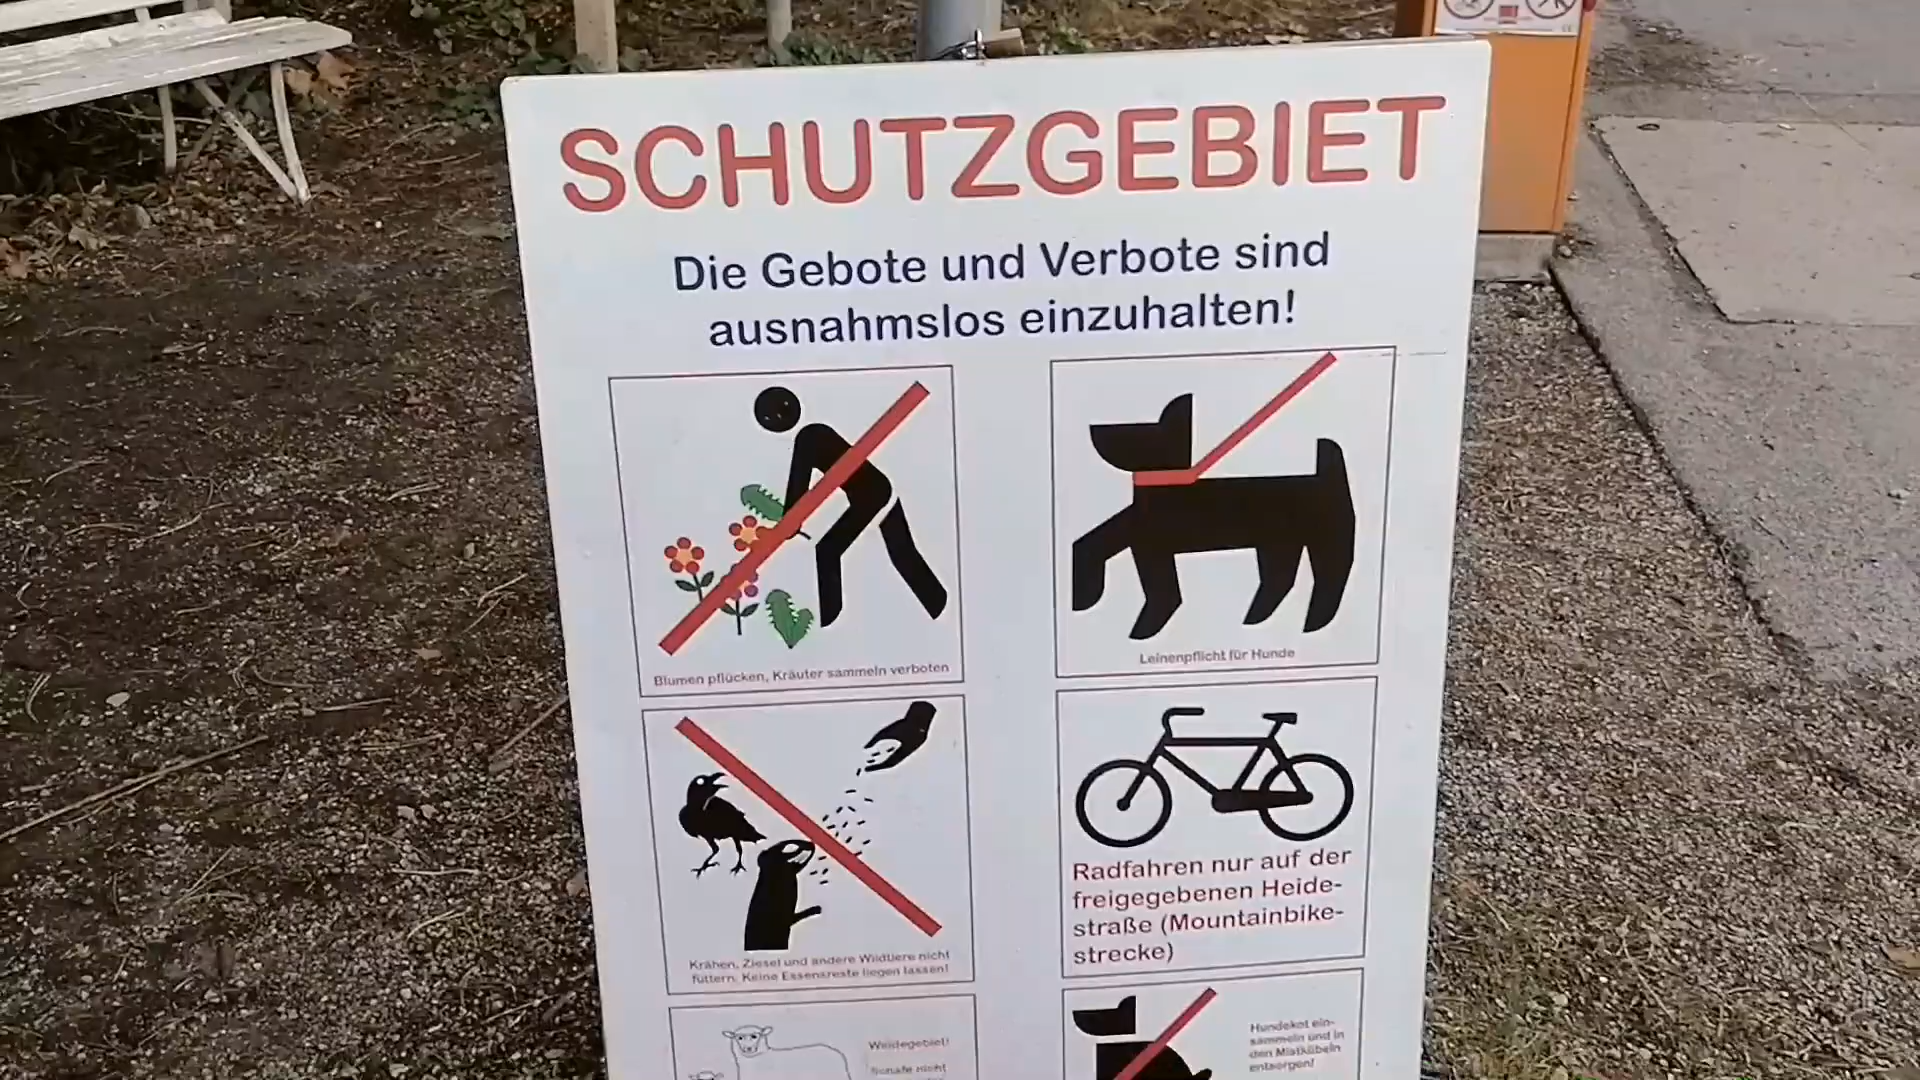 SCHUTZGEBIET
Die Gebote und Verbote sind
ausnahmslos einzuhalten!
Blumen pflücken, Kräuter sammeln verboten
Leinenpflicht für Hunde
Krähen, Ziesel und andere Wildtiere nicht
füttern. Keine Essensreste liegen lassen!
Radfahren nur auf der
freigegebenen Heide-
straße (Mountainbike-
strecke)
Weidegebiet!
Schafe nicht
Hundekot ein-
sammeln und in
den Mistkübeln
entsorgen!